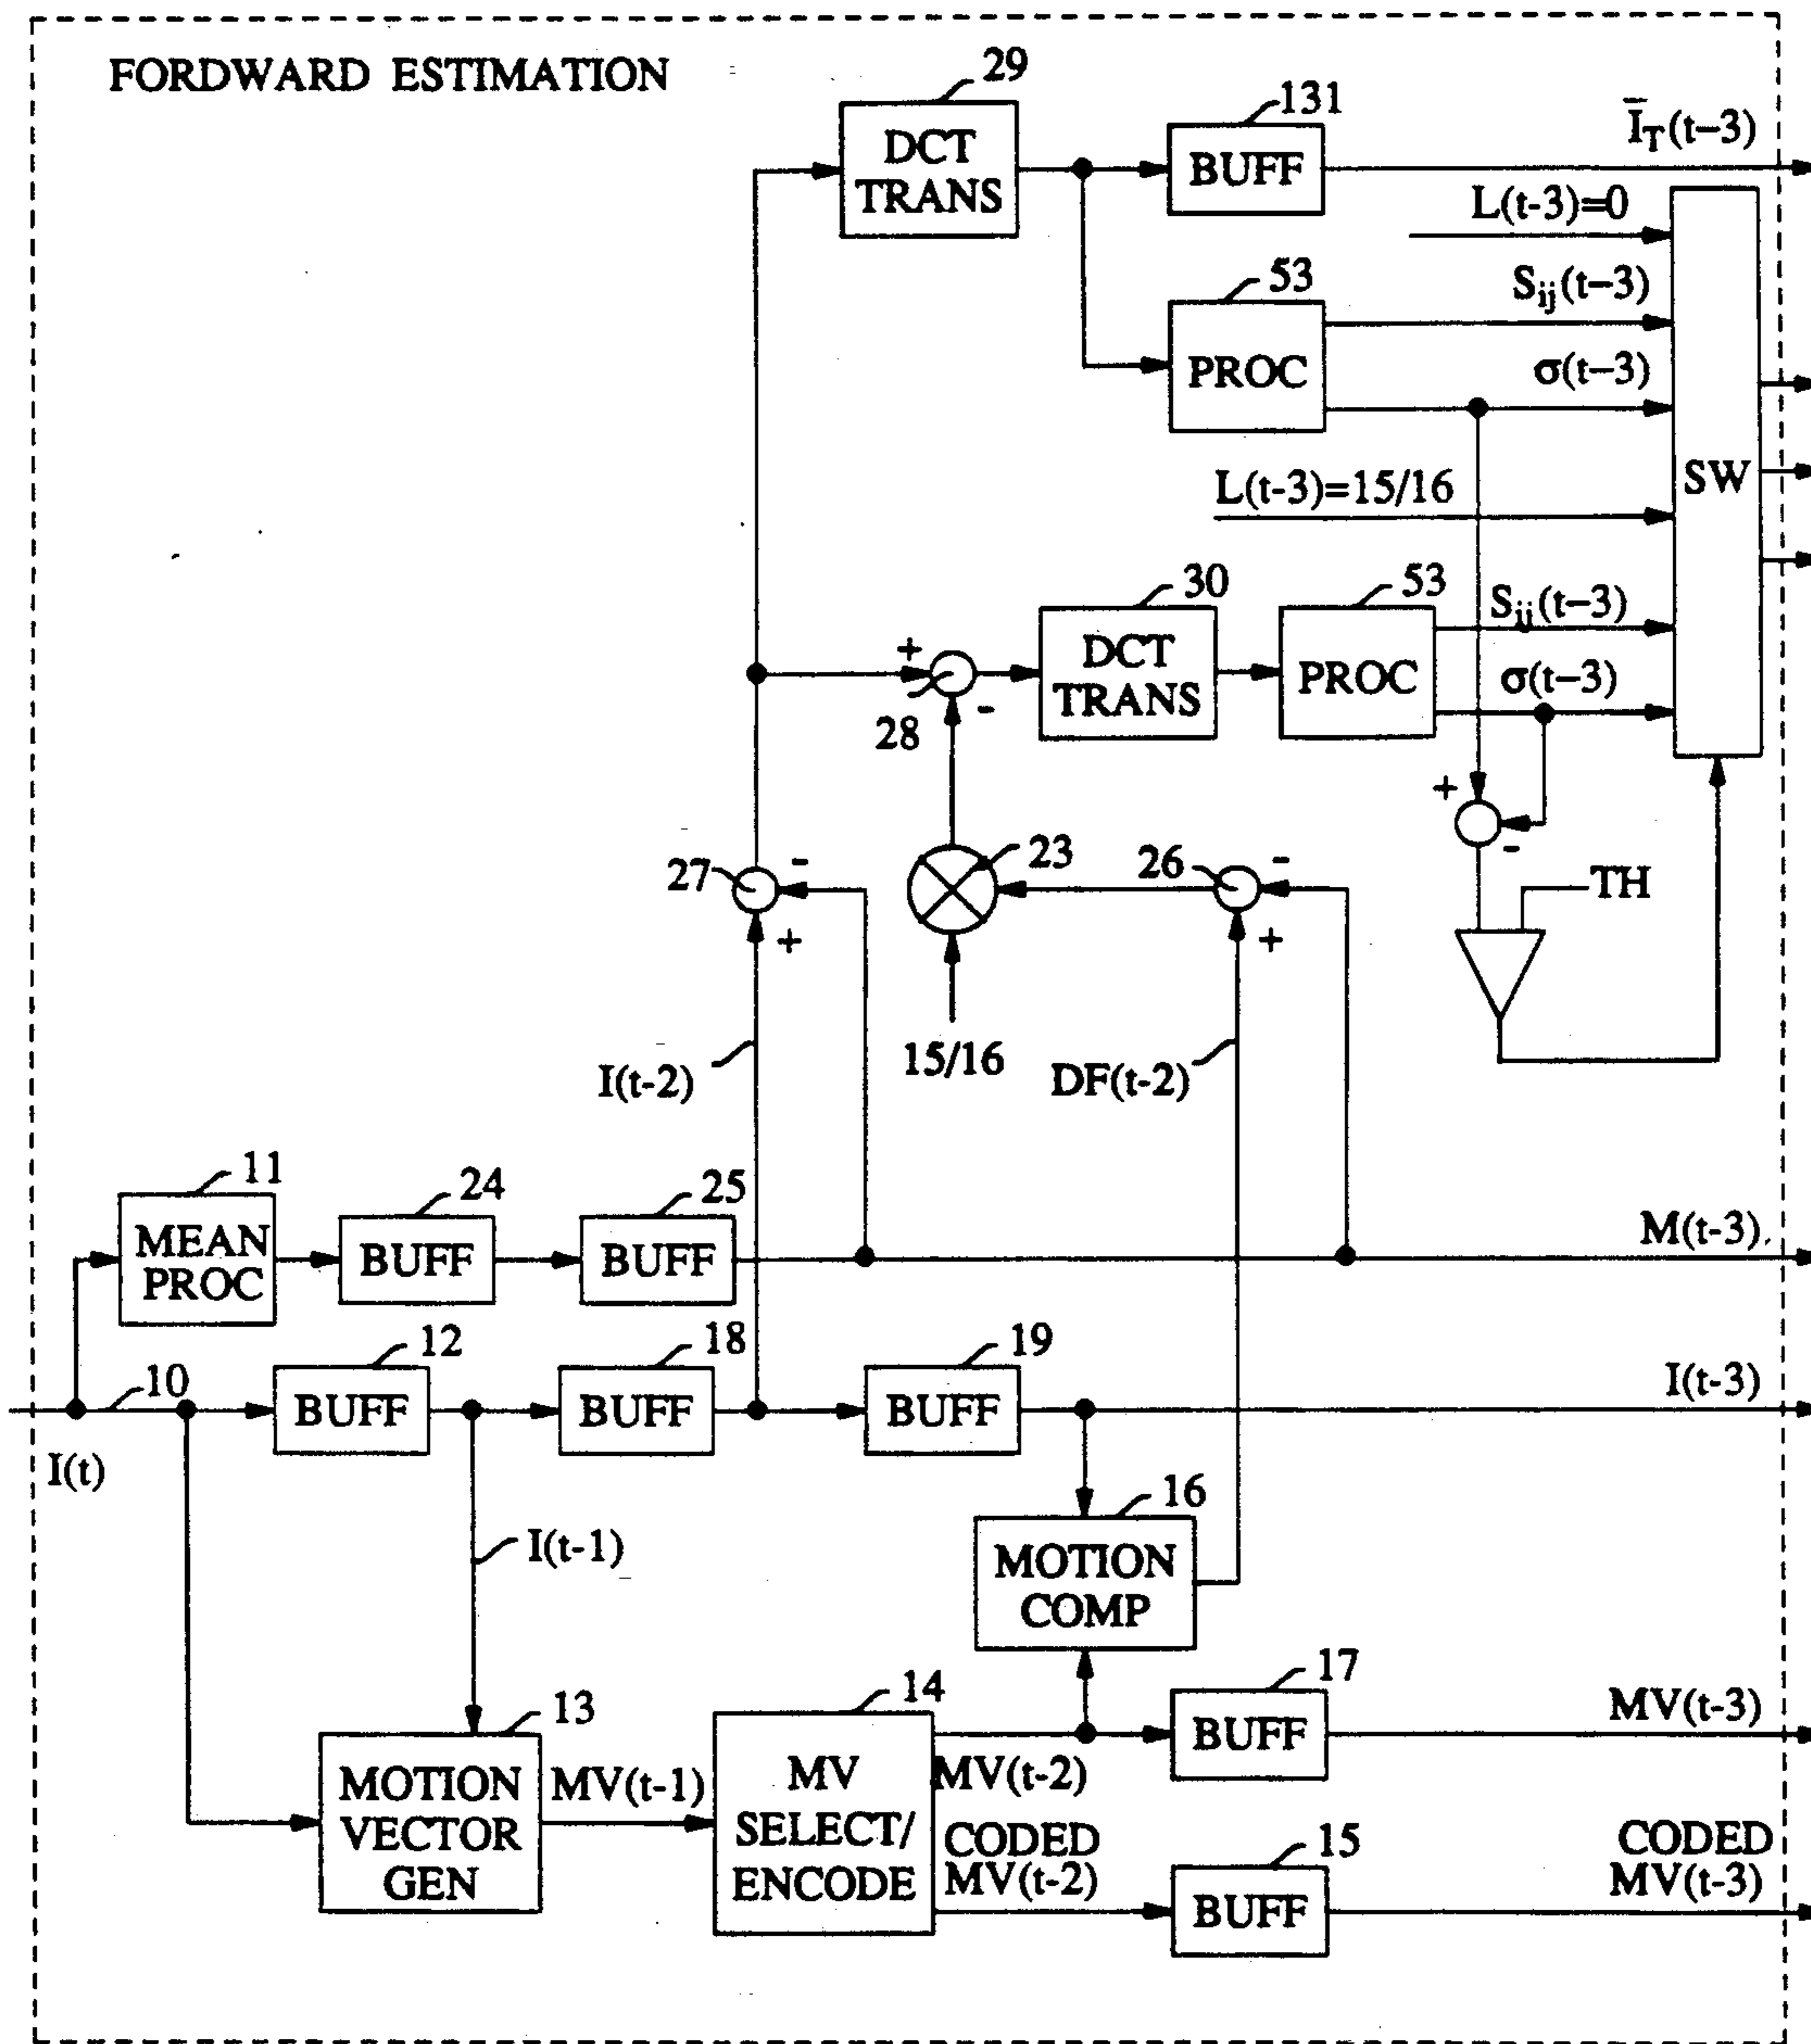 FORDWARD ESTIMATION
29
131
DCT
TRANS
BUFF
I̅T(t–3)
L(t-3)=0
53
Sij(t–3)
PROC
σ(t–3)
SW
L(t-3)=15/16
30
53
Sij(t–3)
DCT
TRANS
PROC
σ(t–3)
+
-
28
+
-
27
-
+
23
26
-
+
TH
15/16
I(t-2)
DF(t-2)
11
24
25
MEAN
PROC
BUFF
BUFF
M(t-3)
10
12
18
19
BUFF
BUFF
BUFF
I(t-3)
I(t)
I(t-1)
16
MOTION
COMP
13
14
17
MOTION
VECTOR
GEN
MV(t-1)
MV
SELECT/
ENCODE
MV(t-2)
BUFF
MV(t-3)
CODED
MV(t-2)
15
BUFF
CODED
MV(t-3)